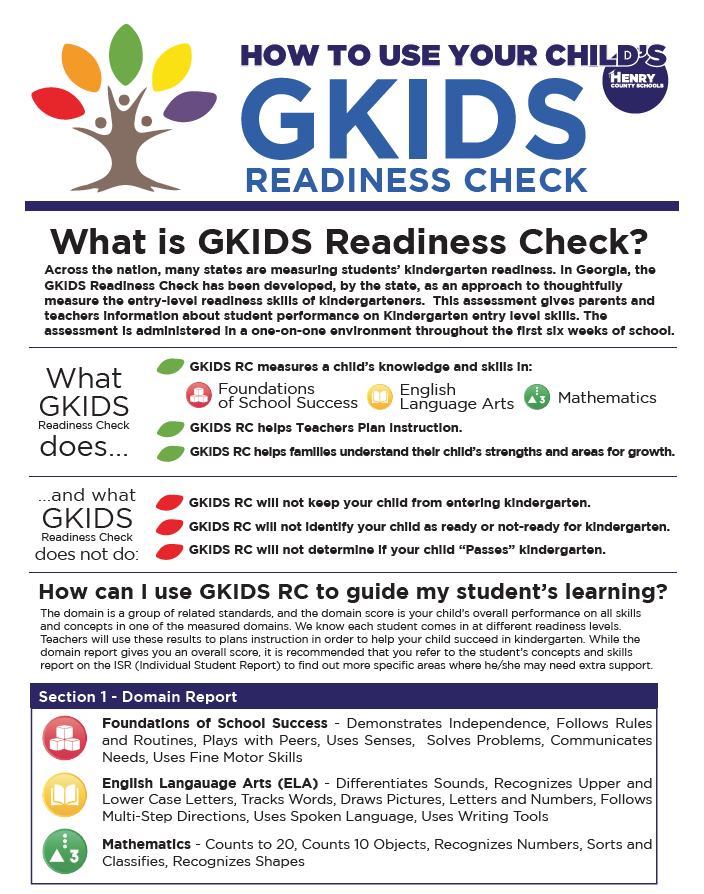 HOW TO USE YOUR CHILD'S
HENRY
COUNTY SCHOOLS
GKIDS
READINESS CHECK
What is GKIDS Readiness Check?
Across the nation, many states are measuring students' kindergarten readiness. In Georgia, the
GKIDS Readiness Check has been developed, by the state, as an approach to thoughtfully
measure the entry-level readiness skills of kindergarteners. This assessment gives parents and
teachers information about student performance on Kindergarten entry level skills. The
assessment is administered in a one-on-one environment throughout the first six weeks of school.
What
GKIDS
Readiness Check
does...
GKIDS RC measures a child's knowledge and skills in:
Foundations
of School Success
English
Language Arts
3
Mathematics
GKIDS RC helps Teachers Plan Instruction.
GKIDS RC helps families understand their child's strengths and areas for growth.
...and what
GKIDS
Readiness Check
does not do:
GKIDS RC will not keep your child from entering kindergarten.
GKIDS RC will not identify your child as ready or not-ready for kindergarten.
GKIDS RC will not determine if your child "Passes" kindergarten.
How can I use GKIDS RC to guide my student's learning?
The domain is a group of related standards, and the domain score is your child's overall performance on all skills
and concepts in one of the measured domains. We know each student comes in at different readiness levels.
Teachers will use these results to plans instruction in order to help your child succeed in kindergarten. While the
domain report gives you an overall score, it is recommended that you refer to the student's concepts and skills
report on the ISR (Individual Student Report) to find out more specific areas where he/she may need extra support.
Section 1 - Domain Report
Foundations of School Success - Demonstrates Independence, Follows Rules
and Routines, Plays with Peers, Uses Senses, Solves Problems, Communicates
Needs, Uses Fine Motor Skills
English Langauage Arts (ELA) - Differentiates Sounds, Recognizes Upper and
Lower Case Letters, Tracks Words, Draws Pictures, Letters and Numbers, Follows
Multi-Step Directions, Uses Spoken Language, Uses Writing Tools
3
Mathematics - Counts to 20, Counts 10 Objects, Recognizes Numbers, Sorts and
Classifies, Recognizes Shapes